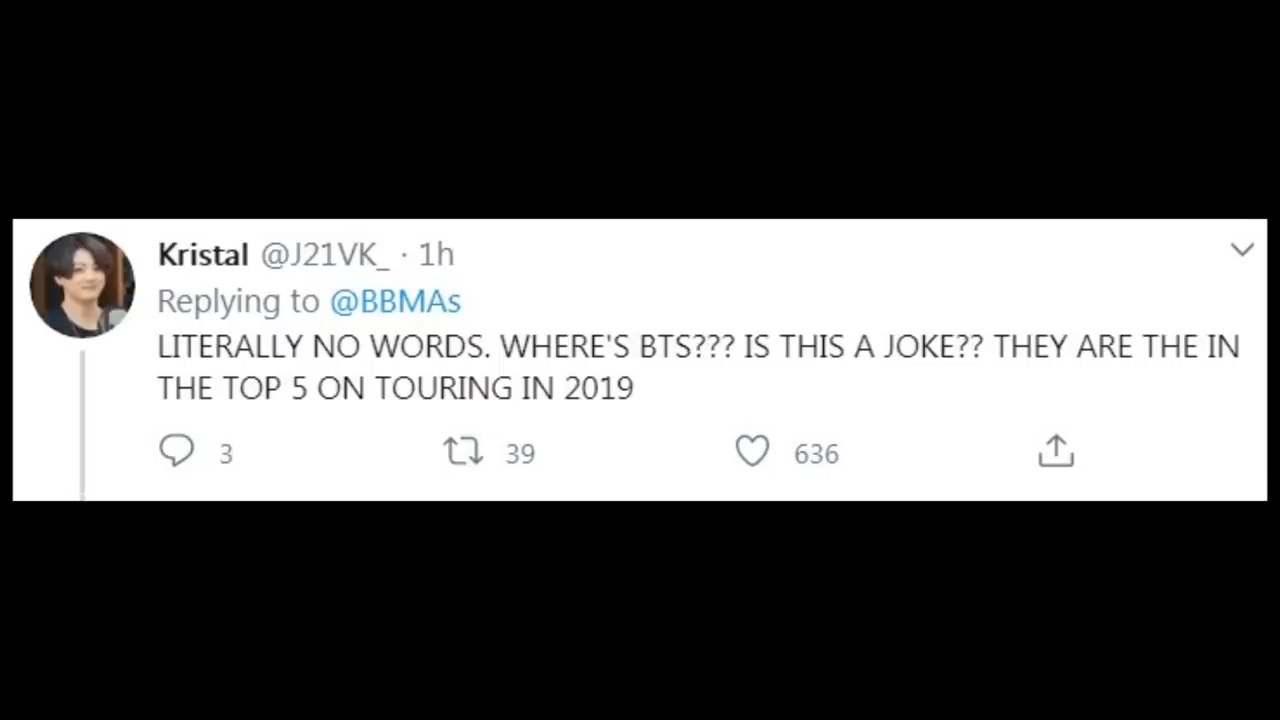 Kristal @J21VK_ · 1h
Replying to @BBMAs
LITERALLY NO WORDS. WHERE'S BTS??? IS THIS A JOKE?? THEY ARE THE IN
THE TOP 5 ON TOURING IN 2019
3 39 636